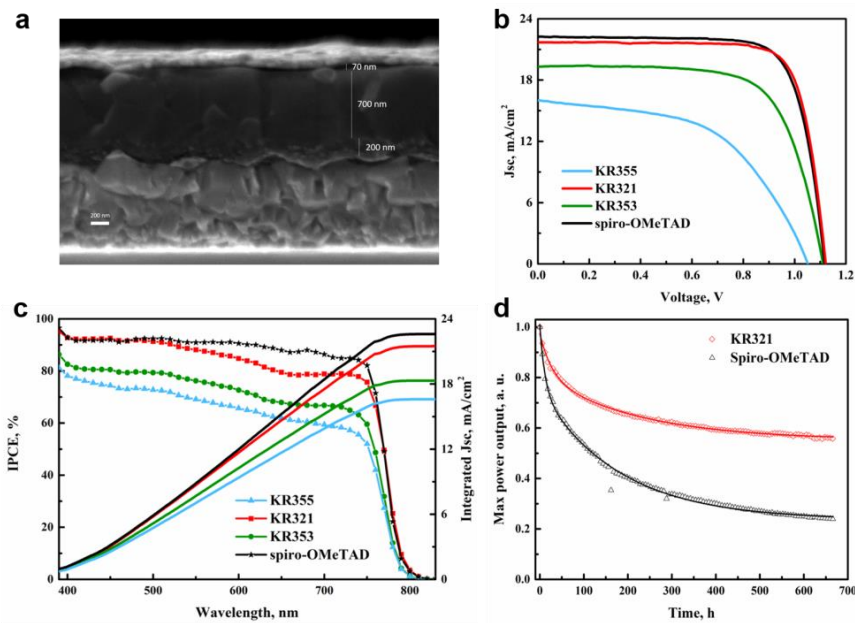 a
70 nm
700 nm
200 nm
200 nm
b
24
18
12
6
0
Jsc, mA/cm²
KR355
KR321
KR353
spiro-OMeTAD
0.0 0.2 0.4 0.6 0.8 1.0 1.2
Voltage, V
c
100
80
60
40
20
0
IPCE, %
24
18
12
6
0
Integrated Jsc, mA/cm²
KR355
KR321
KR353
spiro-OMeTAD
400 500 600 700 800
Wavelength, nm
d
1.0
0.8
0.6
0.4
0.2
0.0
Max power output, a. u.
KR321
Spiro-OMeTAD
0 100 200 300 400 500 600 700
Time, h